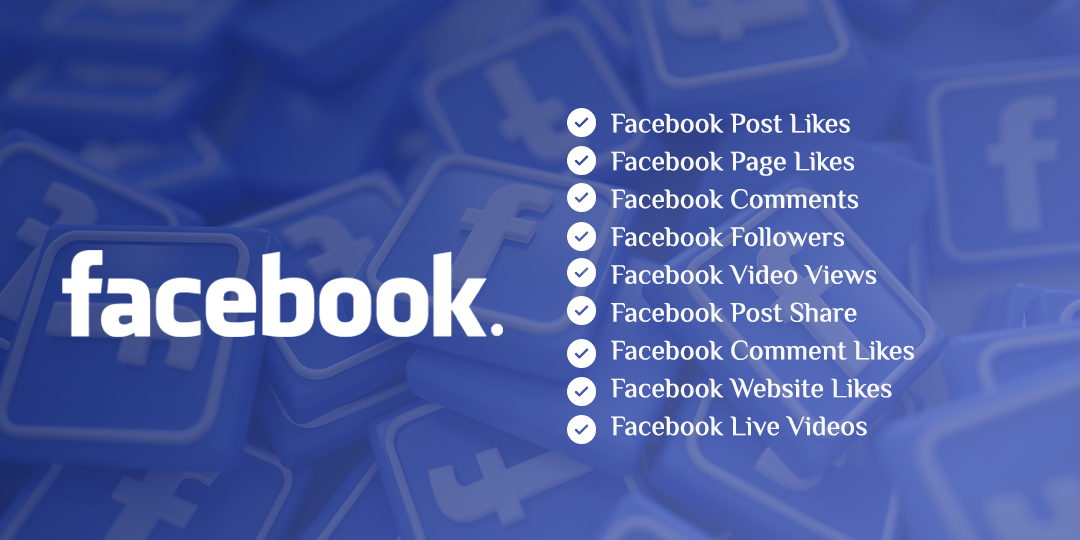 facebook.
Facebook Post Likes
Facebook Page Likes
Facebook Comments
Facebook Followers
Facebook Video Views
Facebook Post Share
Facebook Comment Likes
Facebook Website Likes
Facebook Live Videos